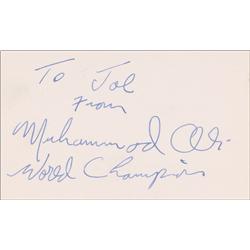 To Joe
From
Muhammad Ali
World Champion